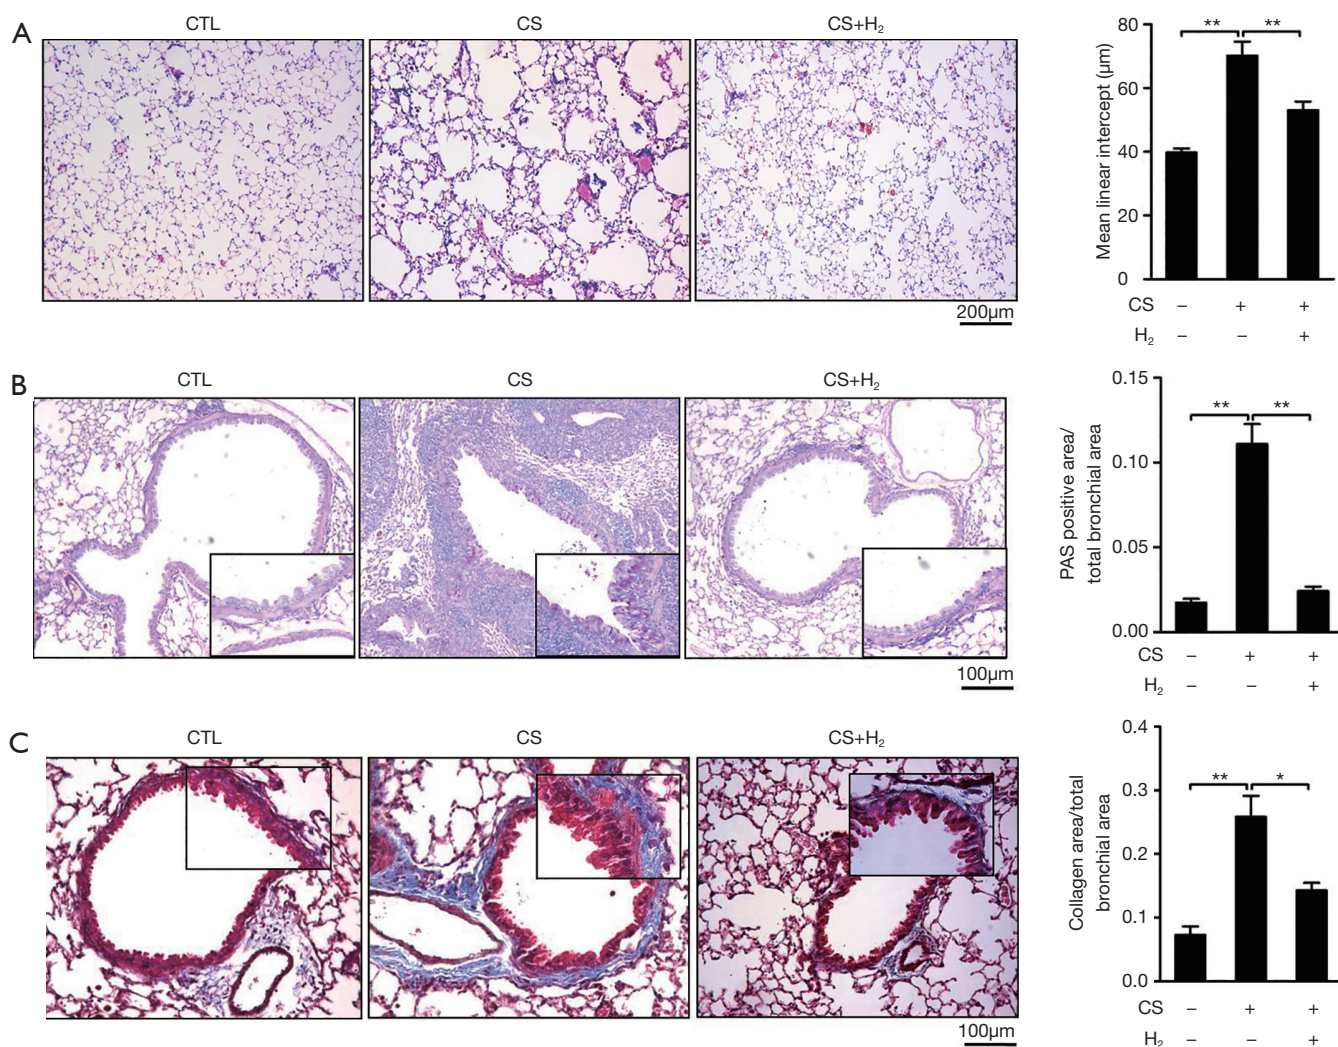 A
CTL
CS
CS+H₂
200µm
Mean linear intercept (µm)
80
60
40
20
0
** **
CS – + +
H₂ – – +
B
CTL
CS
CS+H₂
100µm
PAS positive area/
total bronchial area
0.15
0.10
0.05
0.00
** **
CS – + +
H₂ – – +
C
CTL
CS
CS+H₂
100µm
Collagen area/total
bronchial area
0.4
0.3
0.2
0.1
0.0
** *
CS – + +
H₂ – – +